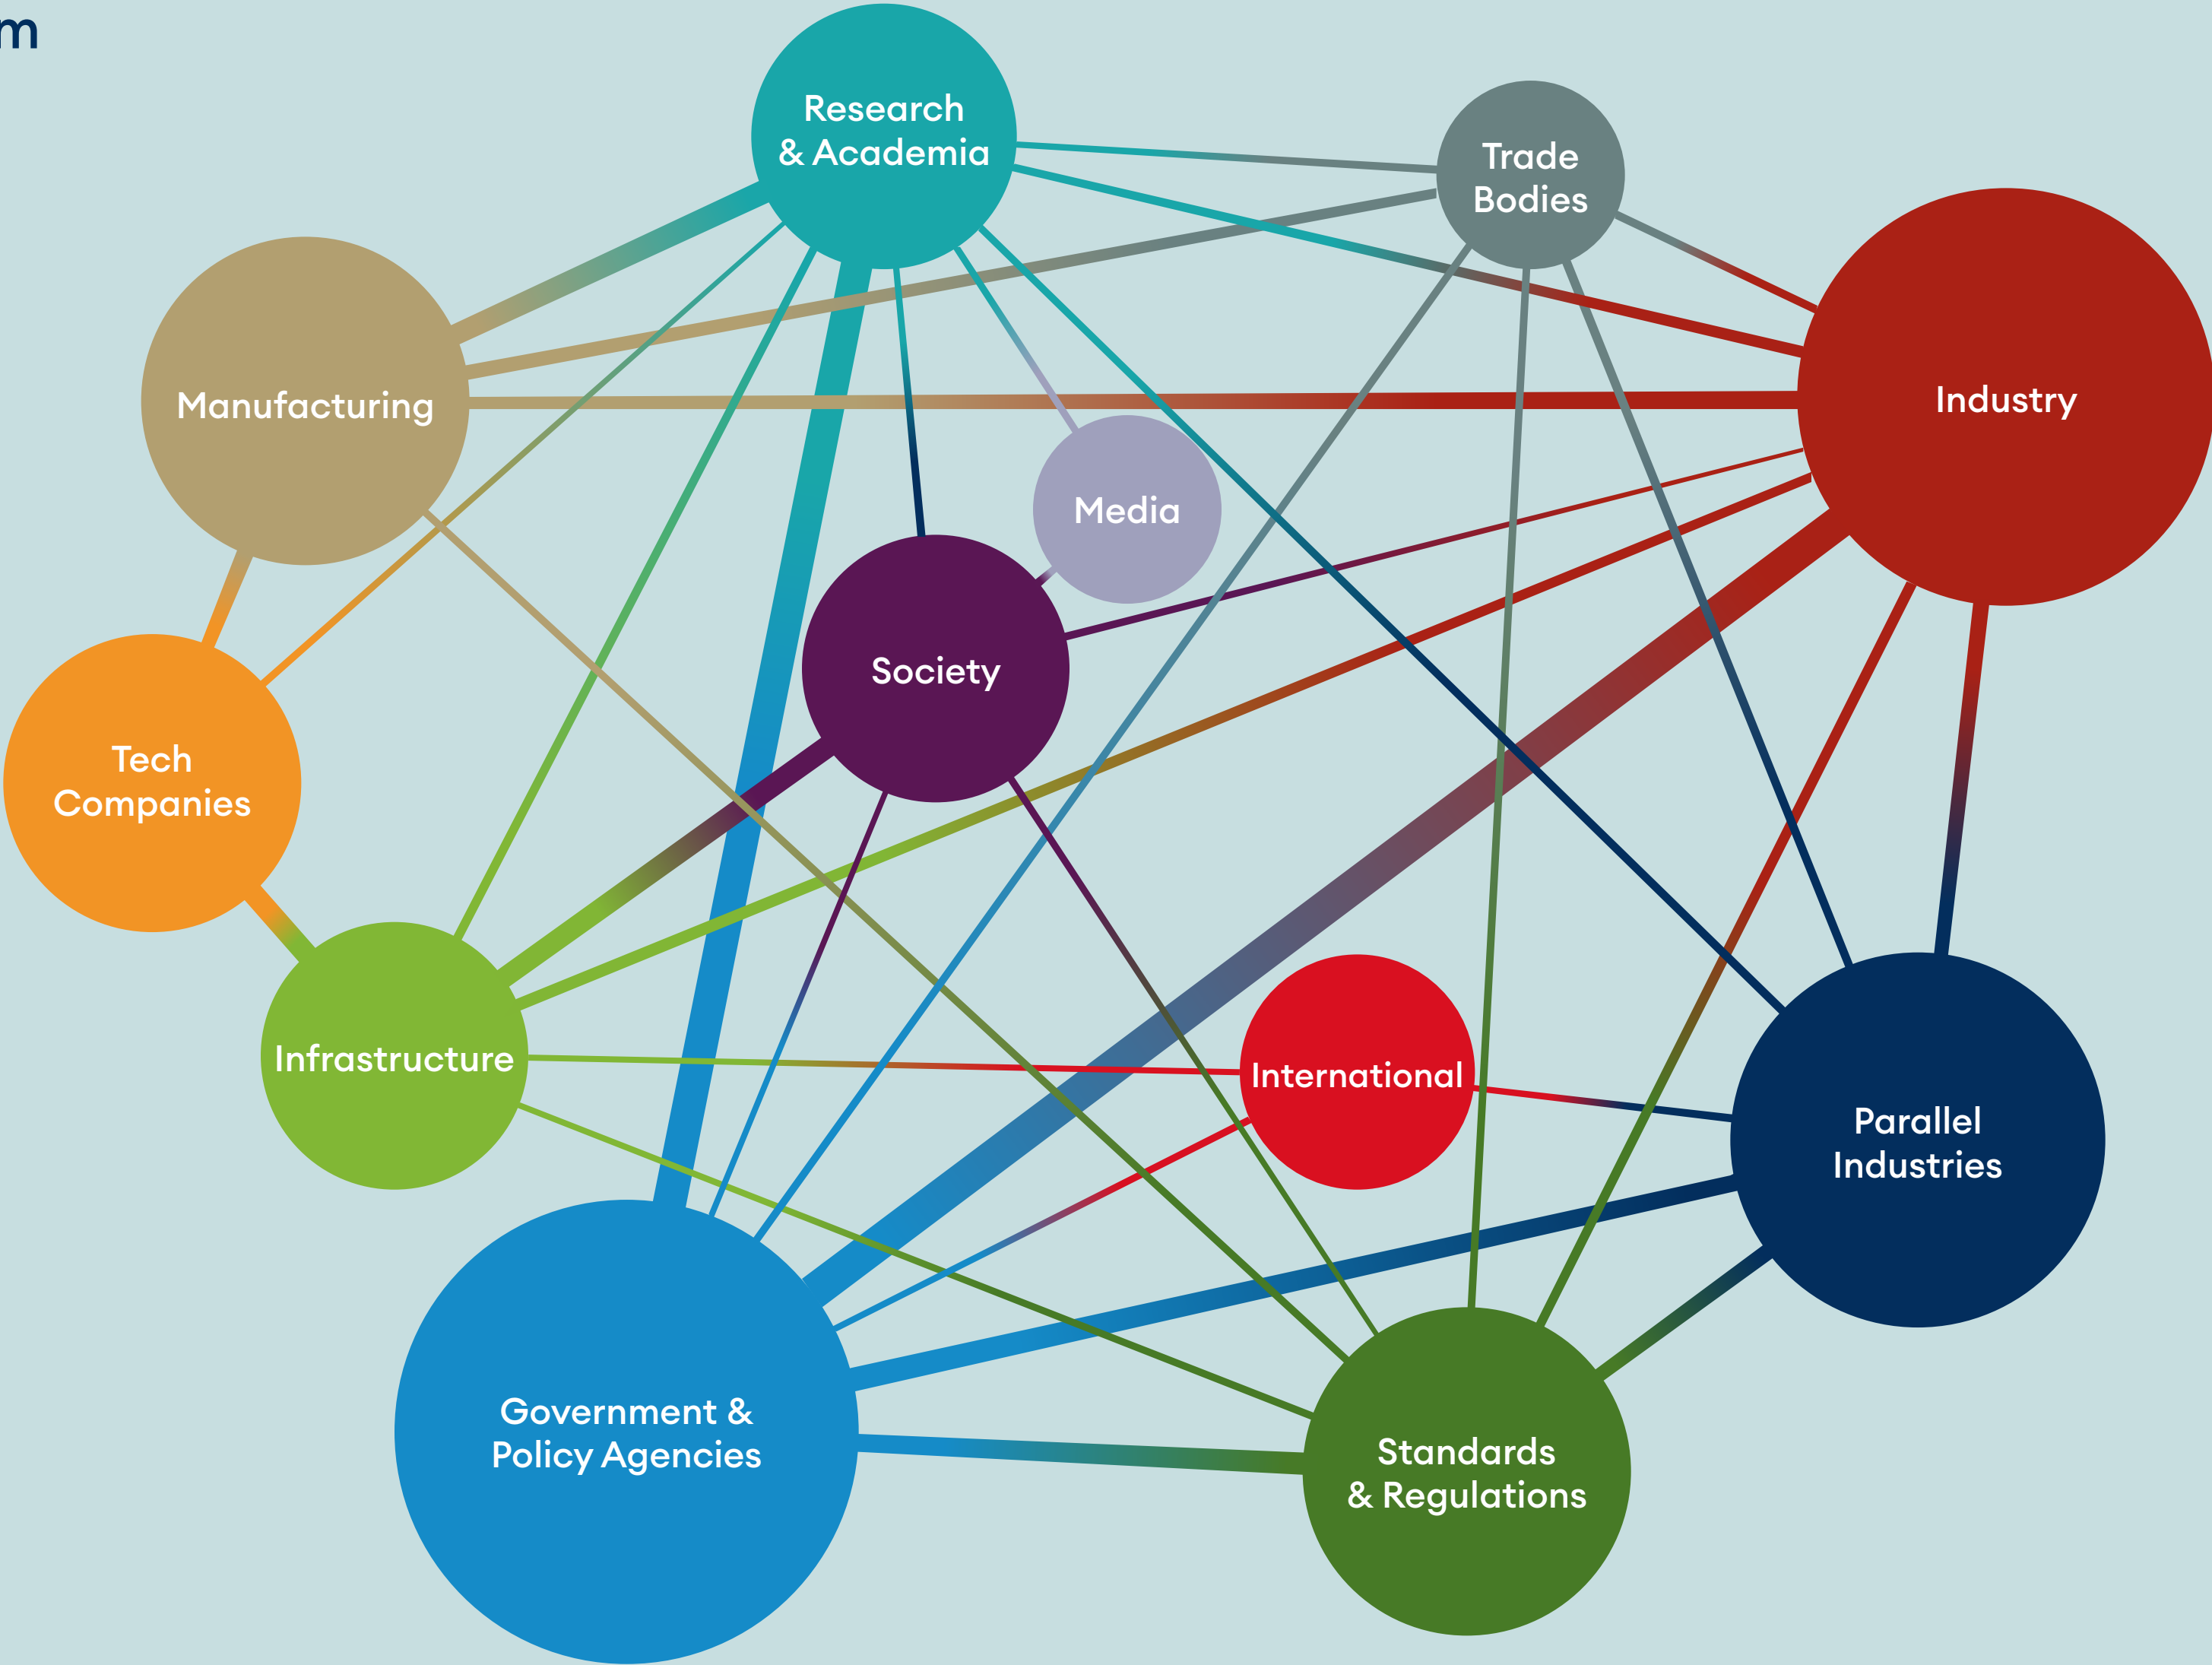 m
Research
& Academia
Trade
Bodies
Manufacturing
Industry
Media
Society
Tech
Companies
Infrastructure
International
Parallel
Industries
Government &
Policy Agencies
Standards
& Regulations